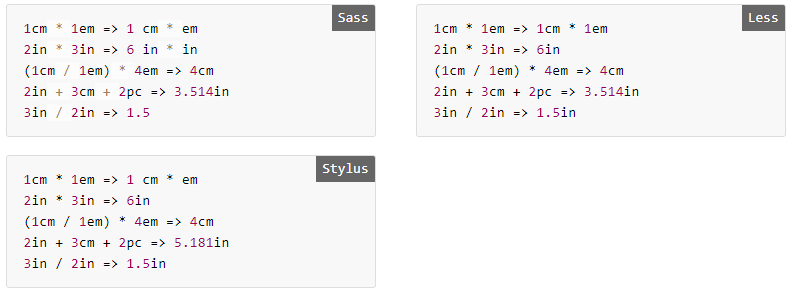 Sass
1cm * 1em => 1 cm * em
2in * 3in => 6 in * in
(1cm / 1em) * 4em => 4cm
2in + 3cm + 2pc => 3.514in
3in / 2in => 1.5
Less
1cm * 1em => 1cm * 1em
2in * 3in => 6in
(1cm / 1em) * 4em => 4cm
2in + 3cm + 2pc => 3.514in
3in / 2in => 1.5in
Stylus
1cm * 1em => 1 cm * em
2in * 3in => 6in
(1cm / 1em) * 4em => 4cm
2in + 3cm + 2pc => 5.181in
3in / 2in => 1.5in